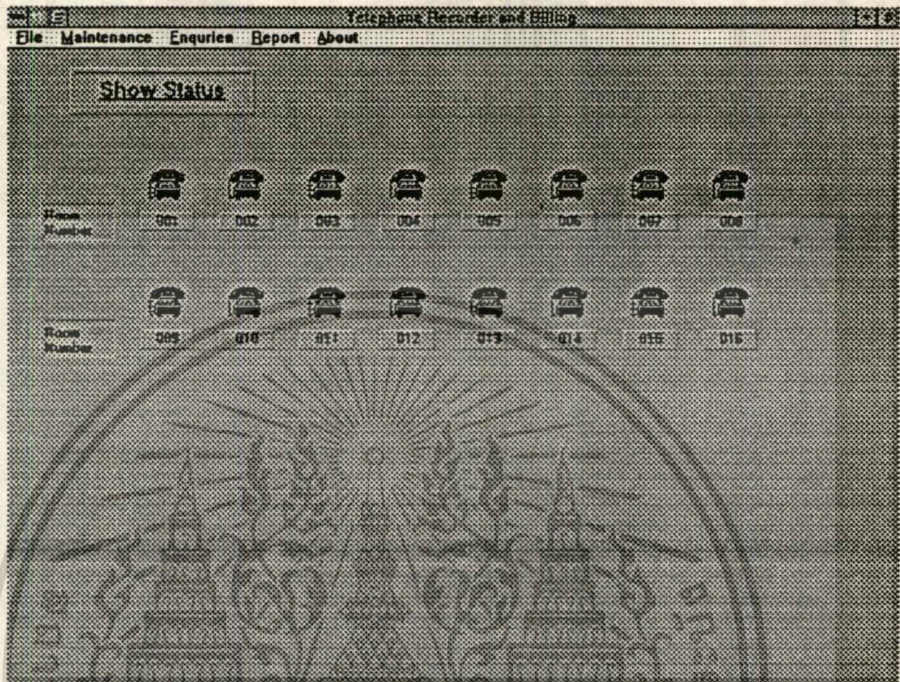 Telephone Recorder and Billing
File Maintenance Enquries Report About
Show Status
Room Number
001 002 003 004 005 006 007 008
Room Number
009 010 011 012 013 014 015 016